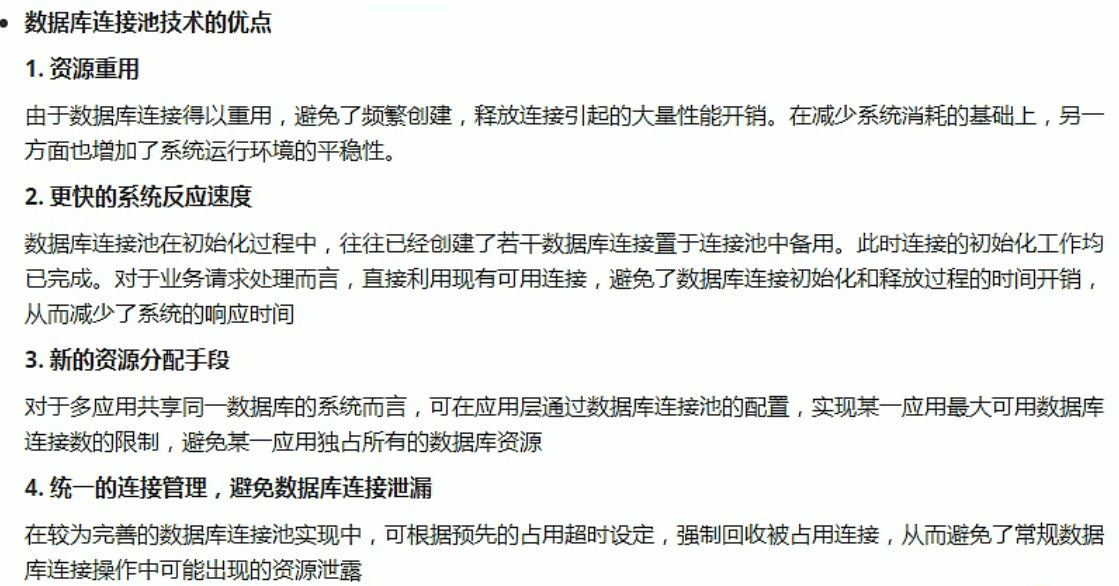 • 数据库连接池技术的优点
1. 资源重用
由于数据库连接得以重用，避免了频繁创建，释放连接引起的大量性能开销。在减少系统消耗的基础上，另一
方面也增加了系统运行环境的平稳性。
2. 更快的系统反应速度
数据库连接池在初始化过程中，往往已经创建了若干数据库连接置于连接池中备用。此时连接的初始化工作均
已完成。对于业务请求处理而言，直接利用现有可用连接，避免了数据库连接初始化和释放过程的时间开销，
从而减少了系统的响应时间
3. 新的资源分配手段
对于多应用共享同一数据库的系统而言，可在应用层通过数据库连接池的配置，实现某一应用最大可用数据库
连接数的限制，避免某一应用独占所有的数据库资源
4. 统一的连接管理，避免数据库连接泄漏
在较为完善的数据库连接池实现中，可根据预先的占用超时设定，强制回收被占用连接，从而避免了常规数据
库连接操作中可能出现的资源泄露